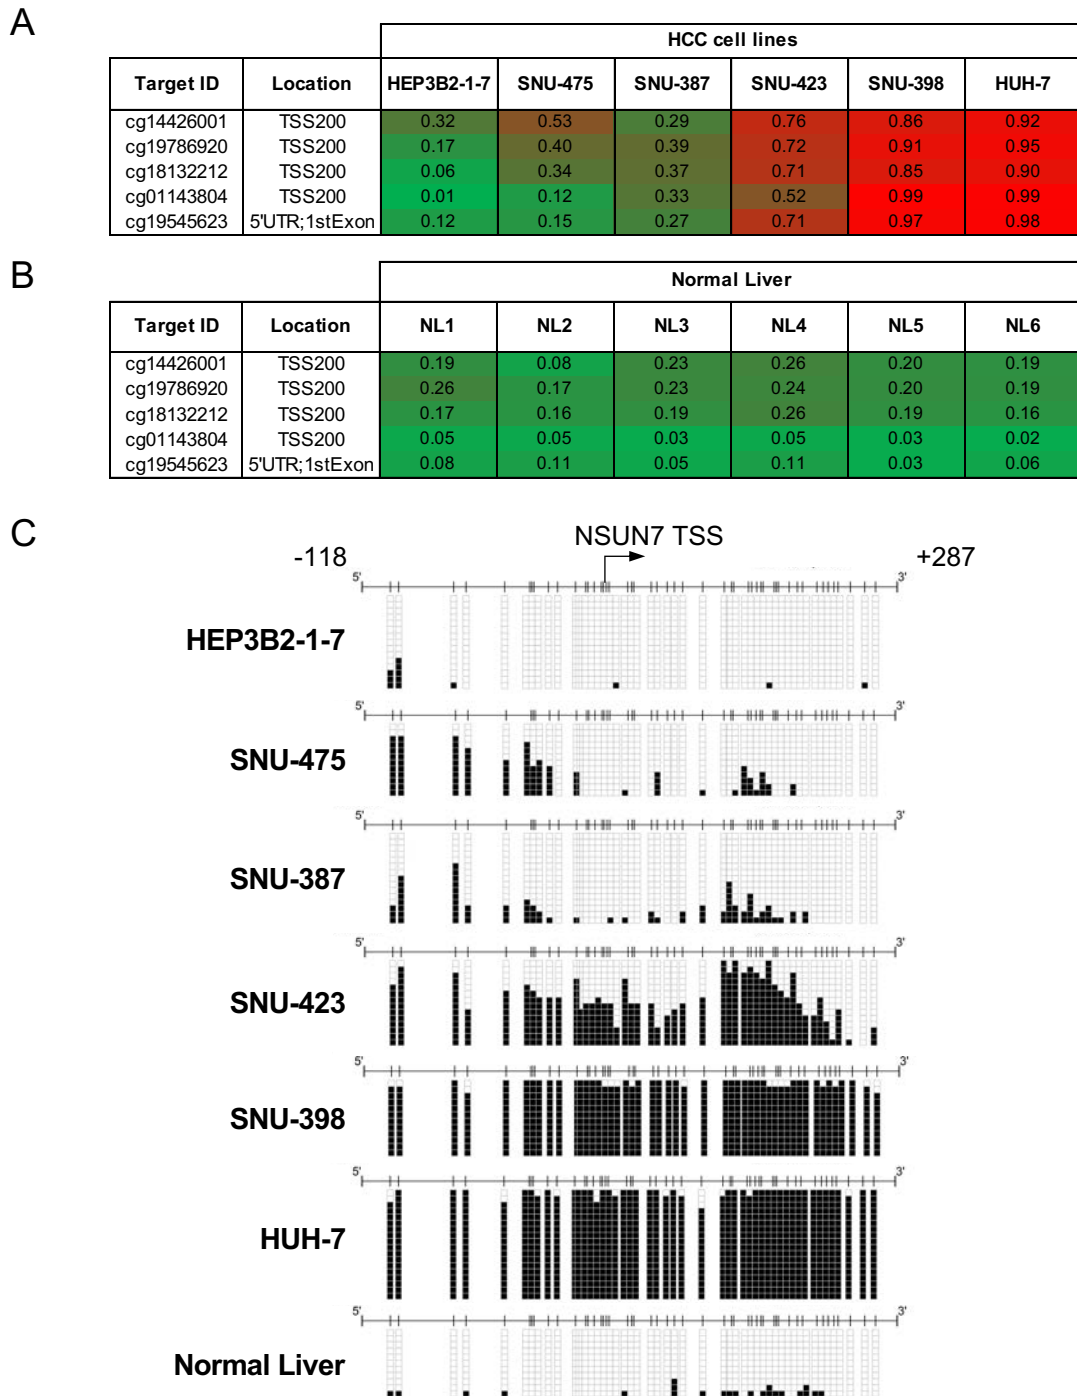 A
HCC cell lines
Target ID Location HEP3B2-1-7 SNU-475 SNU-387 SNU-423 SNU-398 HUH-7
cg14426001 TSS200 0.32 0.53 0.29 0.76 0.86 0.92
cg19786920 TSS200 0.17 0.40 0.39 0.72 0.91 0.95
cg18132212 TSS200 0.06 0.34 0.37 0.71 0.85 0.90
cg01143804 TSS200 0.01 0.12 0.33 0.52 0.99 0.99
cg19545623 5'UTR;1stExon 0.12 0.15 0.27 0.71 0.97 0.98
B
Normal Liver
Target ID Location NL1 NL2 NL3 NL4 NL5 NL6
cg14426001 TSS200 0.19 0.08 0.23 0.26 0.20 0.19
cg19786920 TSS200 0.26 0.17 0.23 0.24 0.20 0.19
cg18132212 TSS200 0.17 0.16 0.19 0.26 0.19 0.16
cg01143804 TSS200 0.05 0.05 0.03 0.05 0.03 0.02
cg19545623 5'UTR;1stExon 0.08 0.11 0.05 0.11 0.03 0.06
C
NSUN7 TSS
-118 +287
5' 3'
HEP3B2-1-7
5' 3'
SNU-475
5' 3'
SNU-387
5' 3'
SNU-423
5' 3'
SNU-398
5' 3'
HUH-7
5' 3'
Normal Liver